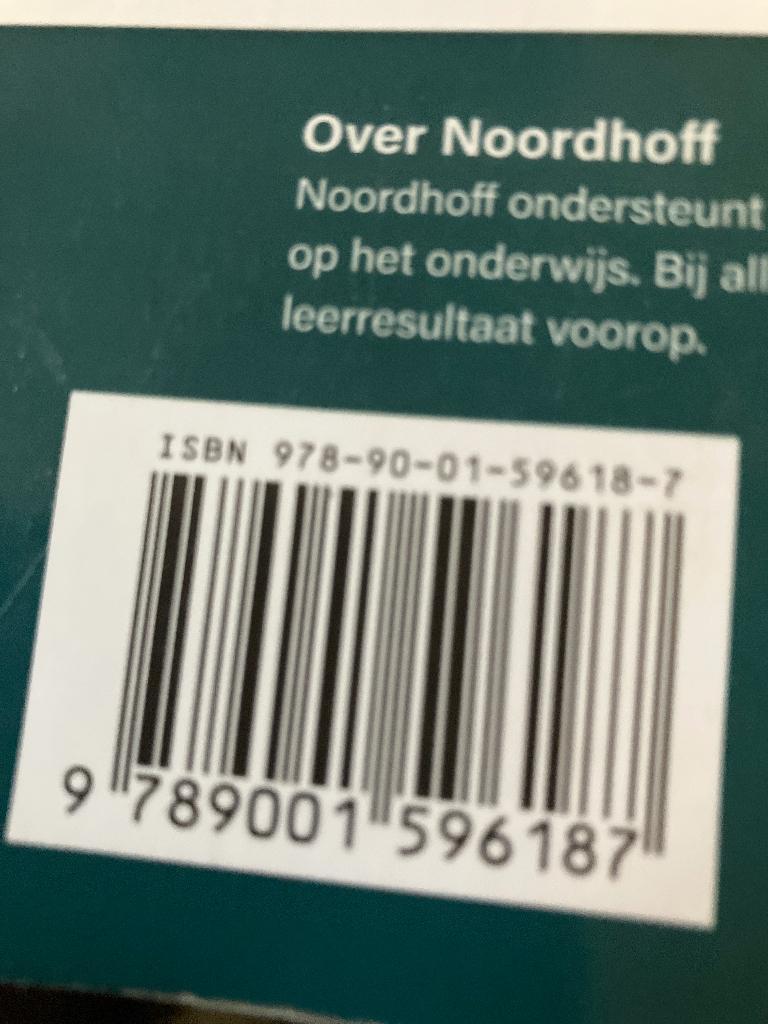 Over Noordhoff
Noordhoff ondersteunt
op het onderwijs. Bij all
leerresultaat voorop.
ISBN 978-90-01-59618-7
9 789001 596187